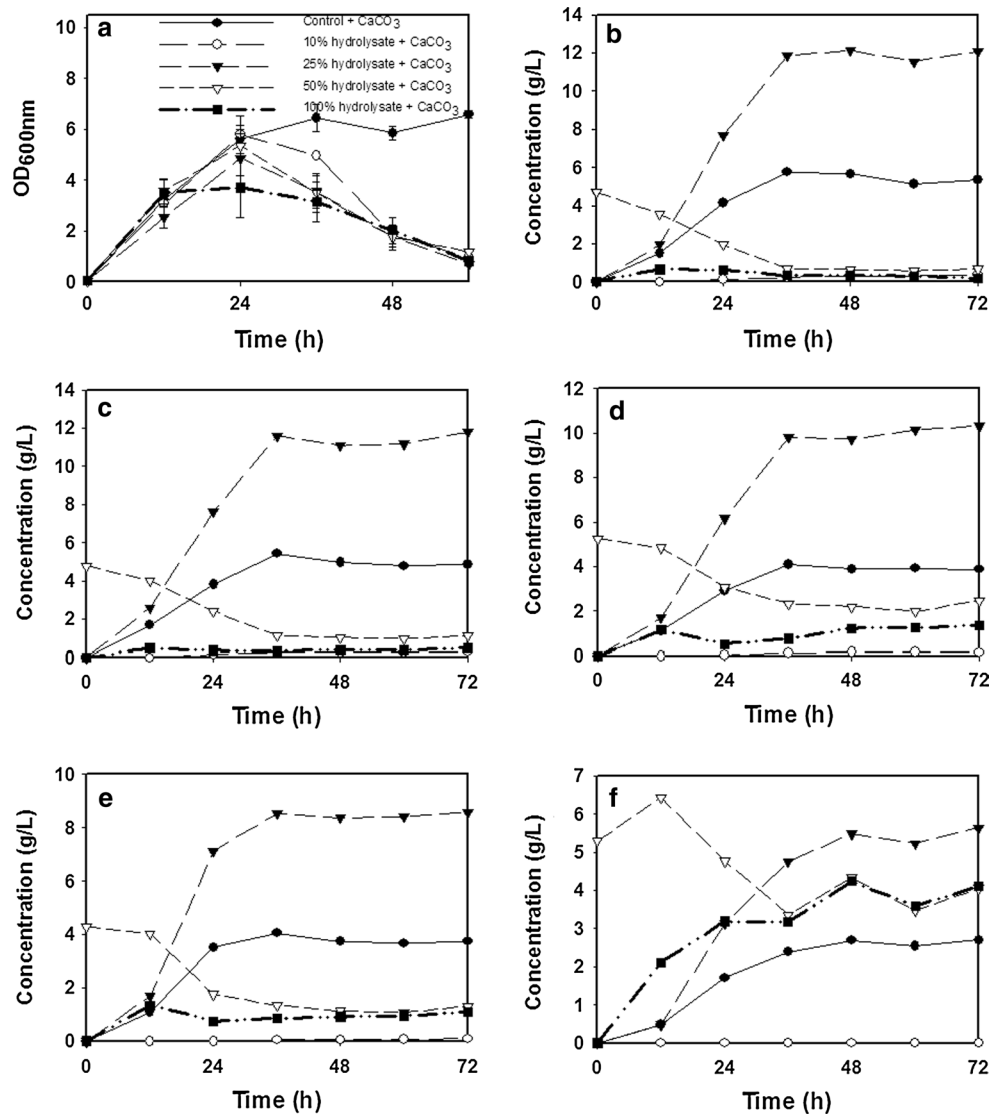 a
Control + CaCO3
10% hydrolysate + CaCO3
25% hydrolysate + CaCO3
50% hydrolysate + CaCO3
100% hydrolysate + CaCO3
10
8
6
4
2
0
OD600nm
0 24 48
Time (h)
b
14
12
10
8
6
4
2
0
Concentration (g/L)
0 24 48 72
Time (h)
c
14
12
10
8
6
4
2
0
Concentration (g/L)
0 24 48 72
Time (h)
d
12
10
8
6
4
2
0
Concentration (g/L)
0 24 48 72
Time (h)
e
10
8
6
4
2
0
Concentration (g/L)
0 24 48 72
Time (h)
f
7
6
5
4
3
2
1
0
Concentration (g/L)
0 24 48 72
Time (h)